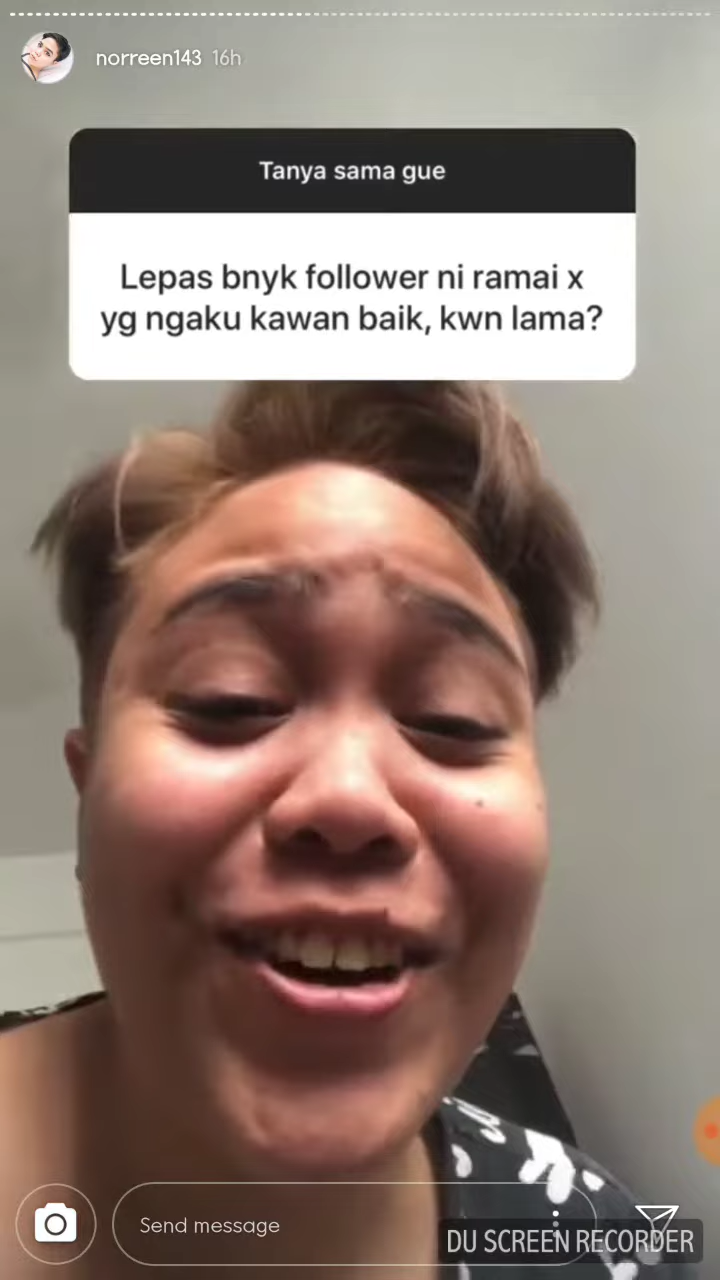 norreen143 16h
Tanya sama gue
Lepas bnyk follower ni ramai x
yg ngaku kawan baik, kwn lama?
Send message
DU SCREEN RECORDER